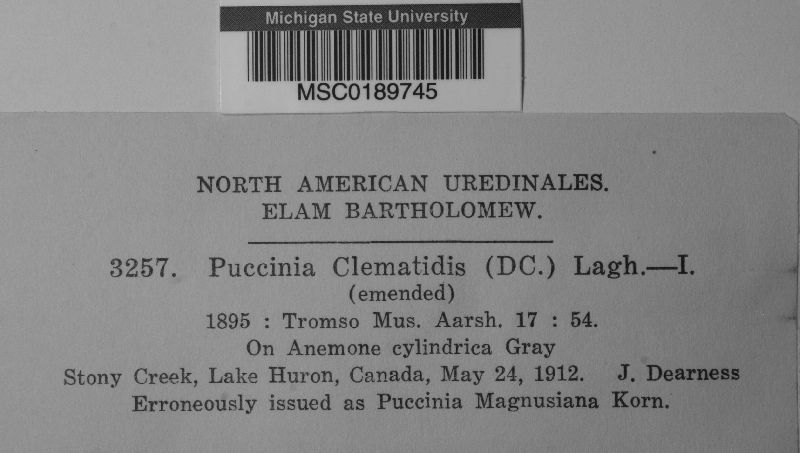 Michigan State University
MSC0189745
NORTH AMERICAN UREDINALES.
ELAM BARTHOLOMEW.
3257. Puccinia Clematidis (DC.) Lagh.—I.
(emended)
1895 : Tromso Mus. Aarsh. 17 : 54.
On Anemone cylindrica Gray
Stony Creek, Lake Huron, Canada, May 24, 1912. J. Dearness
Erroneously issued as Puccinia Magnusiana Korn.